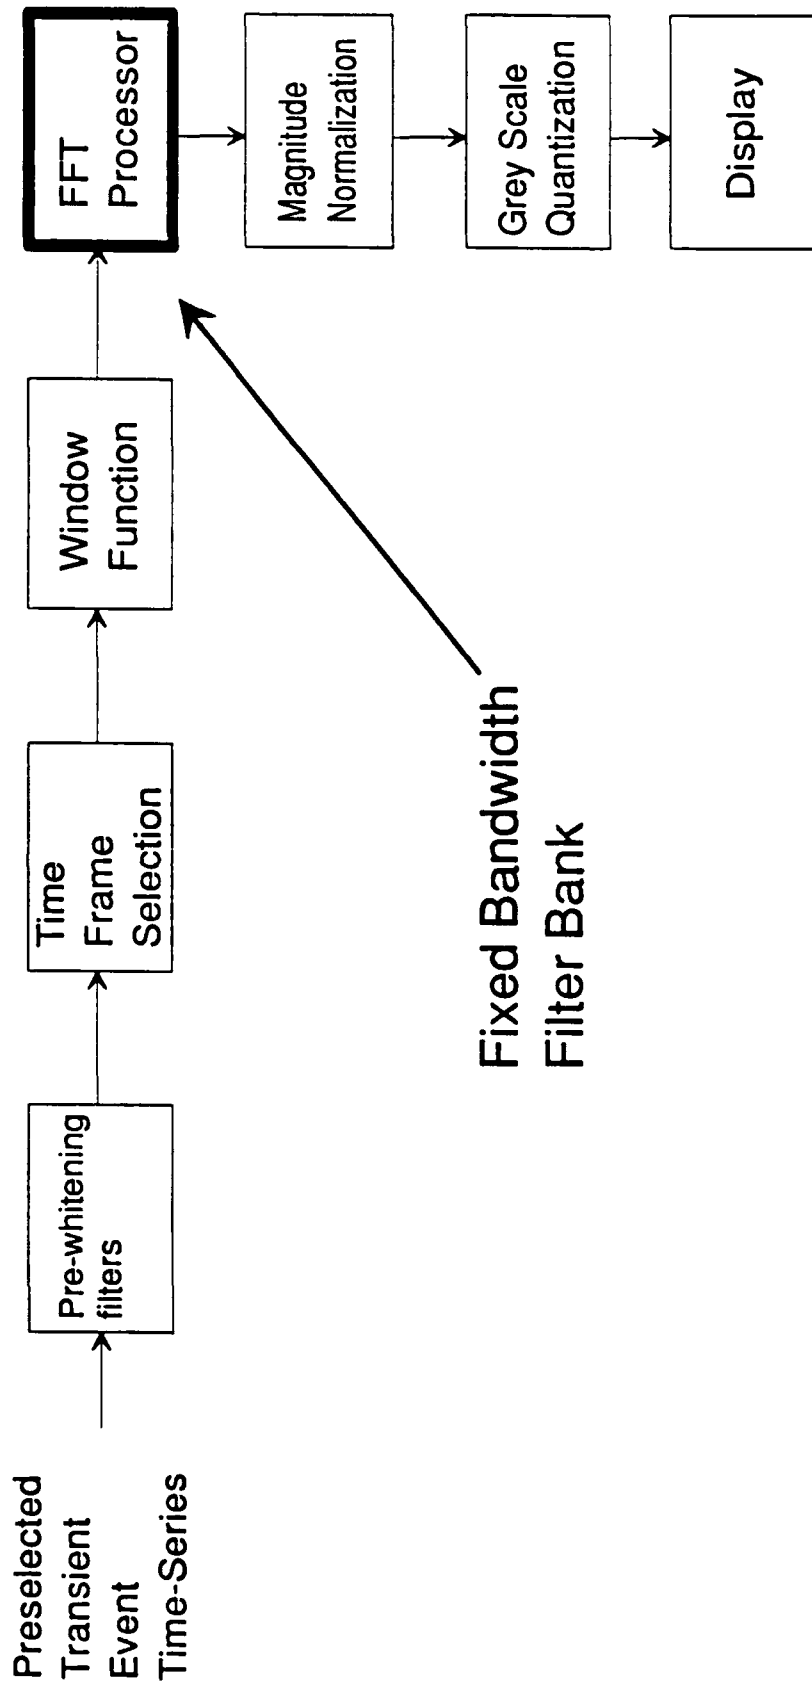 Preselected
Transient
Event
Time-Series
Pre-whitening
filters
Time
Frame
Selection
Window
Function
FFT
Processor
Magnitude
Normalization
Grey Scale
Quantization
Display
Fixed Bandwidth
Filter Bank